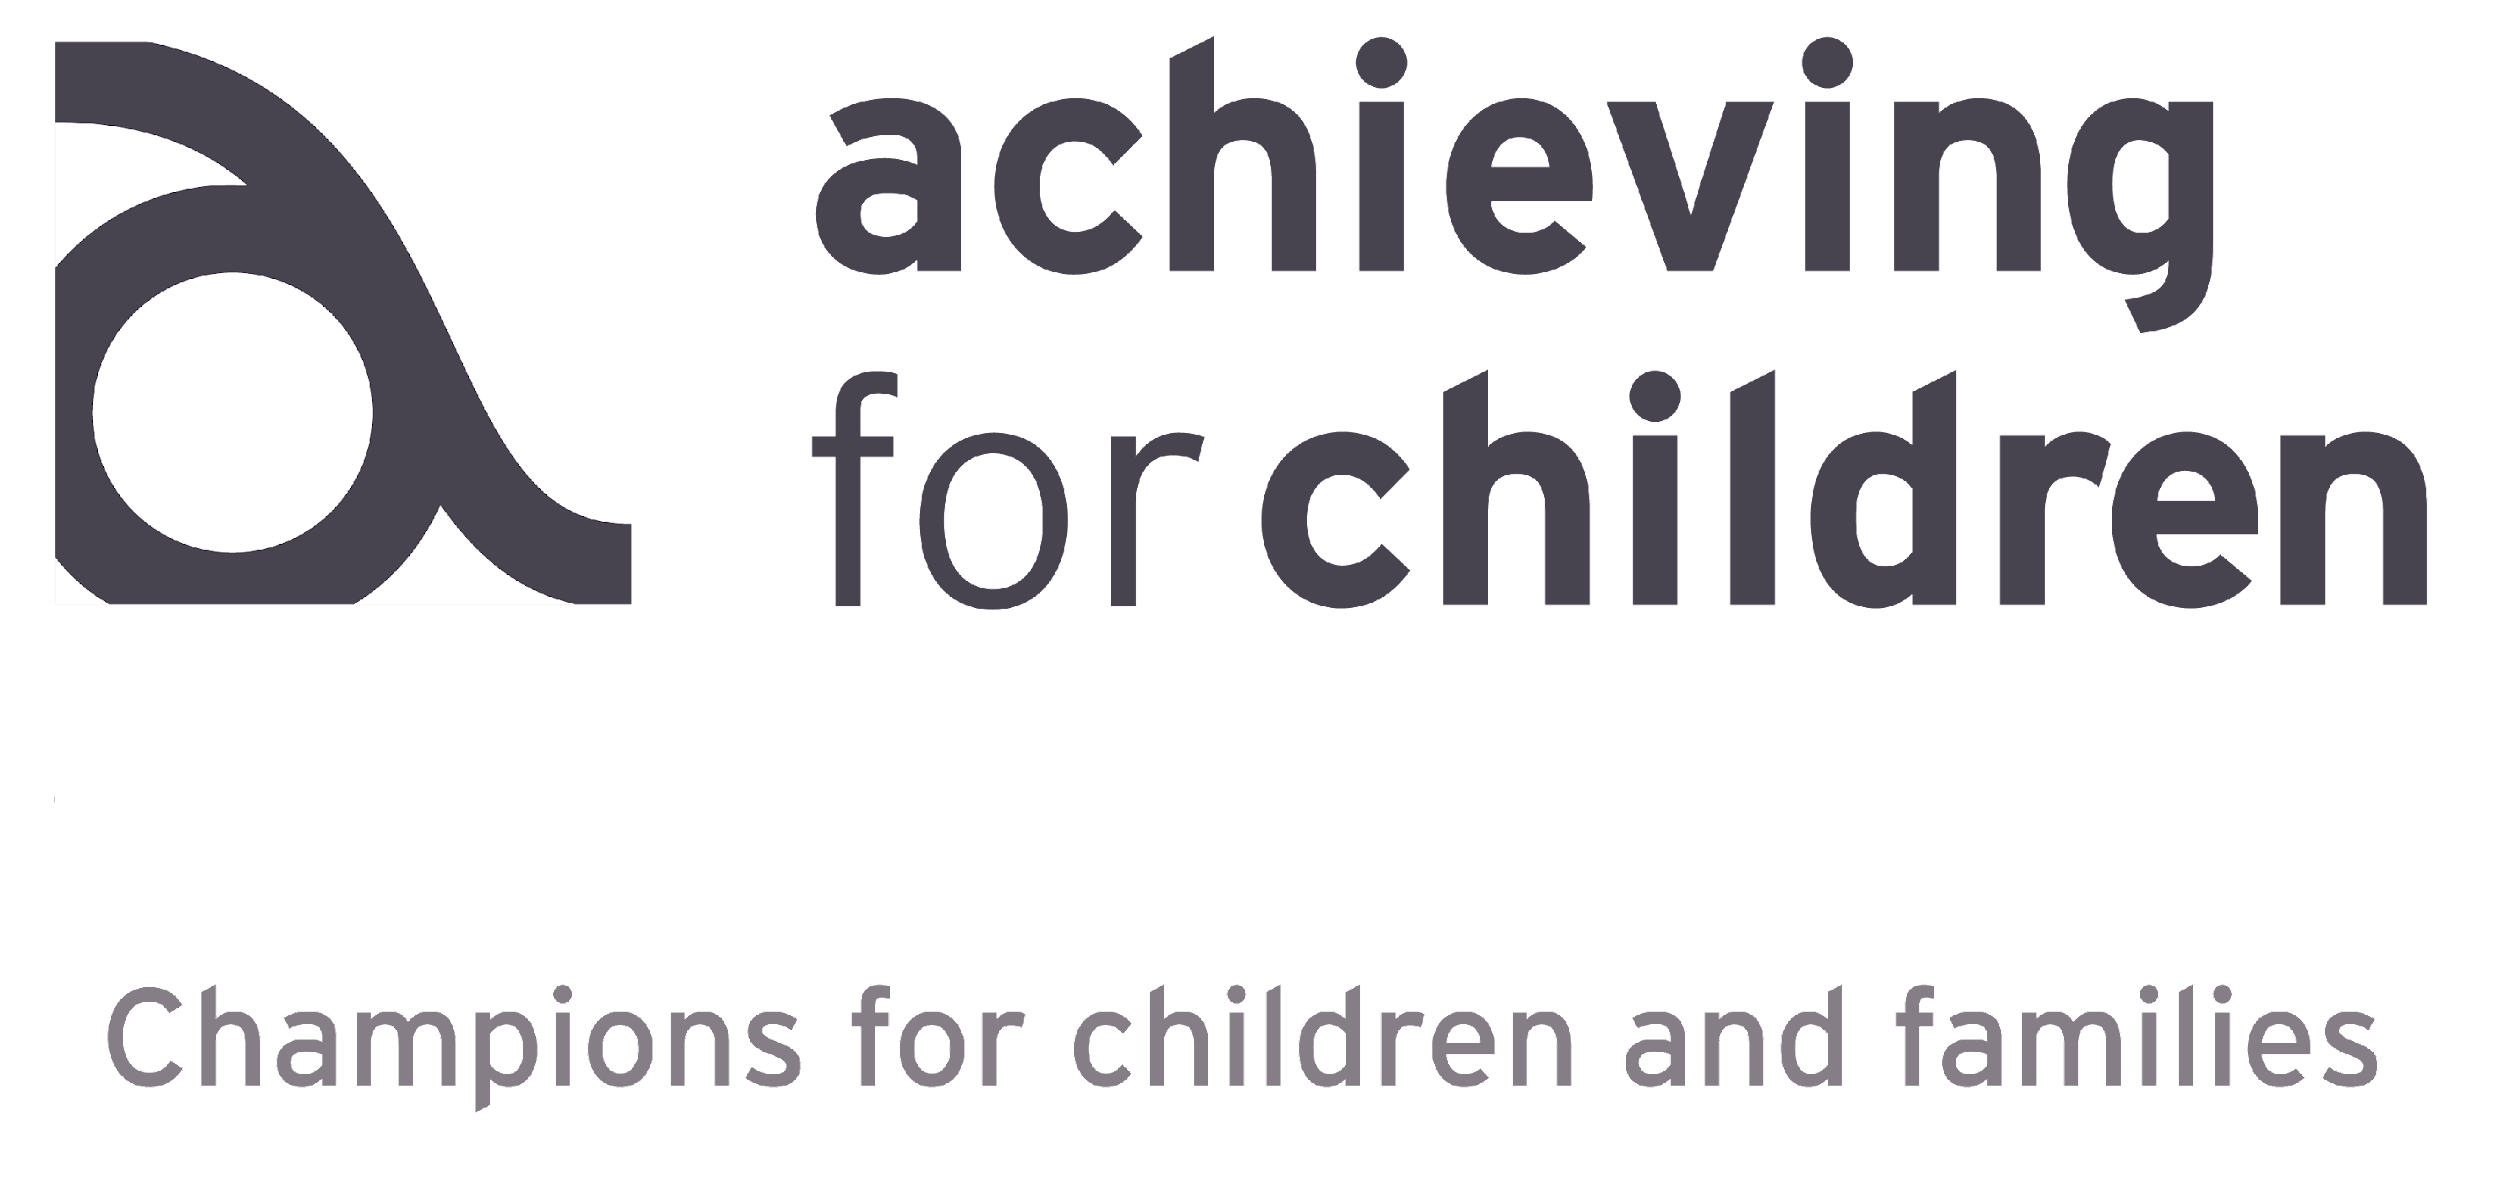 achieving
for children
Champions for children and families